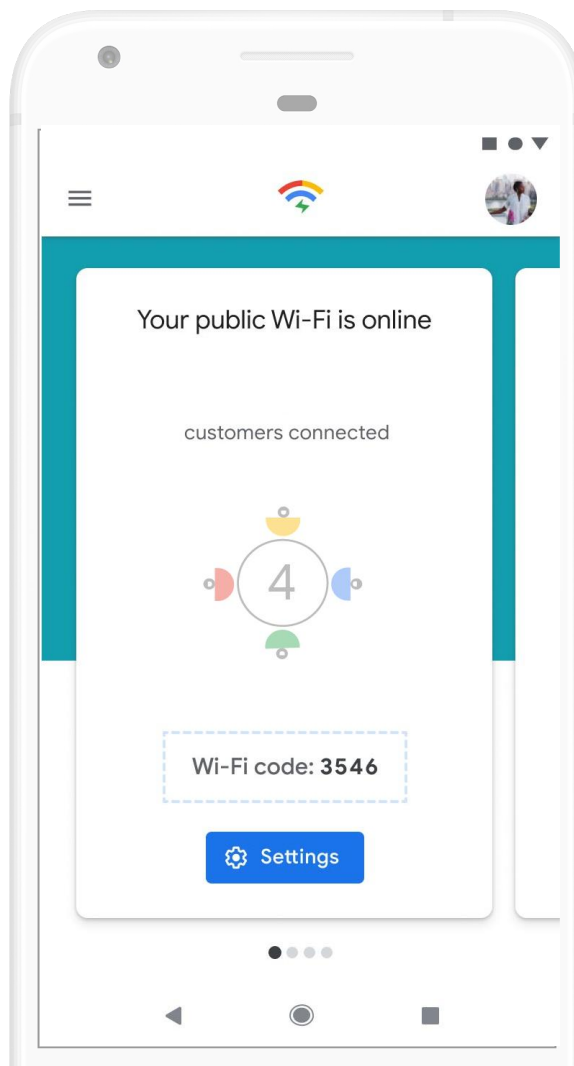 Your public Wi-Fi is online
customers connected
4
Wi-Fi code: 3546
Settings